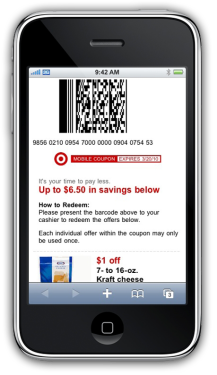 9:42 AM
9856 0210 0954 7000 0000 0904 0754 53
MOBILE COUPON EXPIRES 3/20/10
It's your time to pay less.
Up to $6.50 in savings below
How to Redeem:
Please present the barcode above to your
cashier to redeem the offers below.
Each individual offer within the coupon may only
be used once.
$1 off
7- to 16-oz.
Kraft cheese